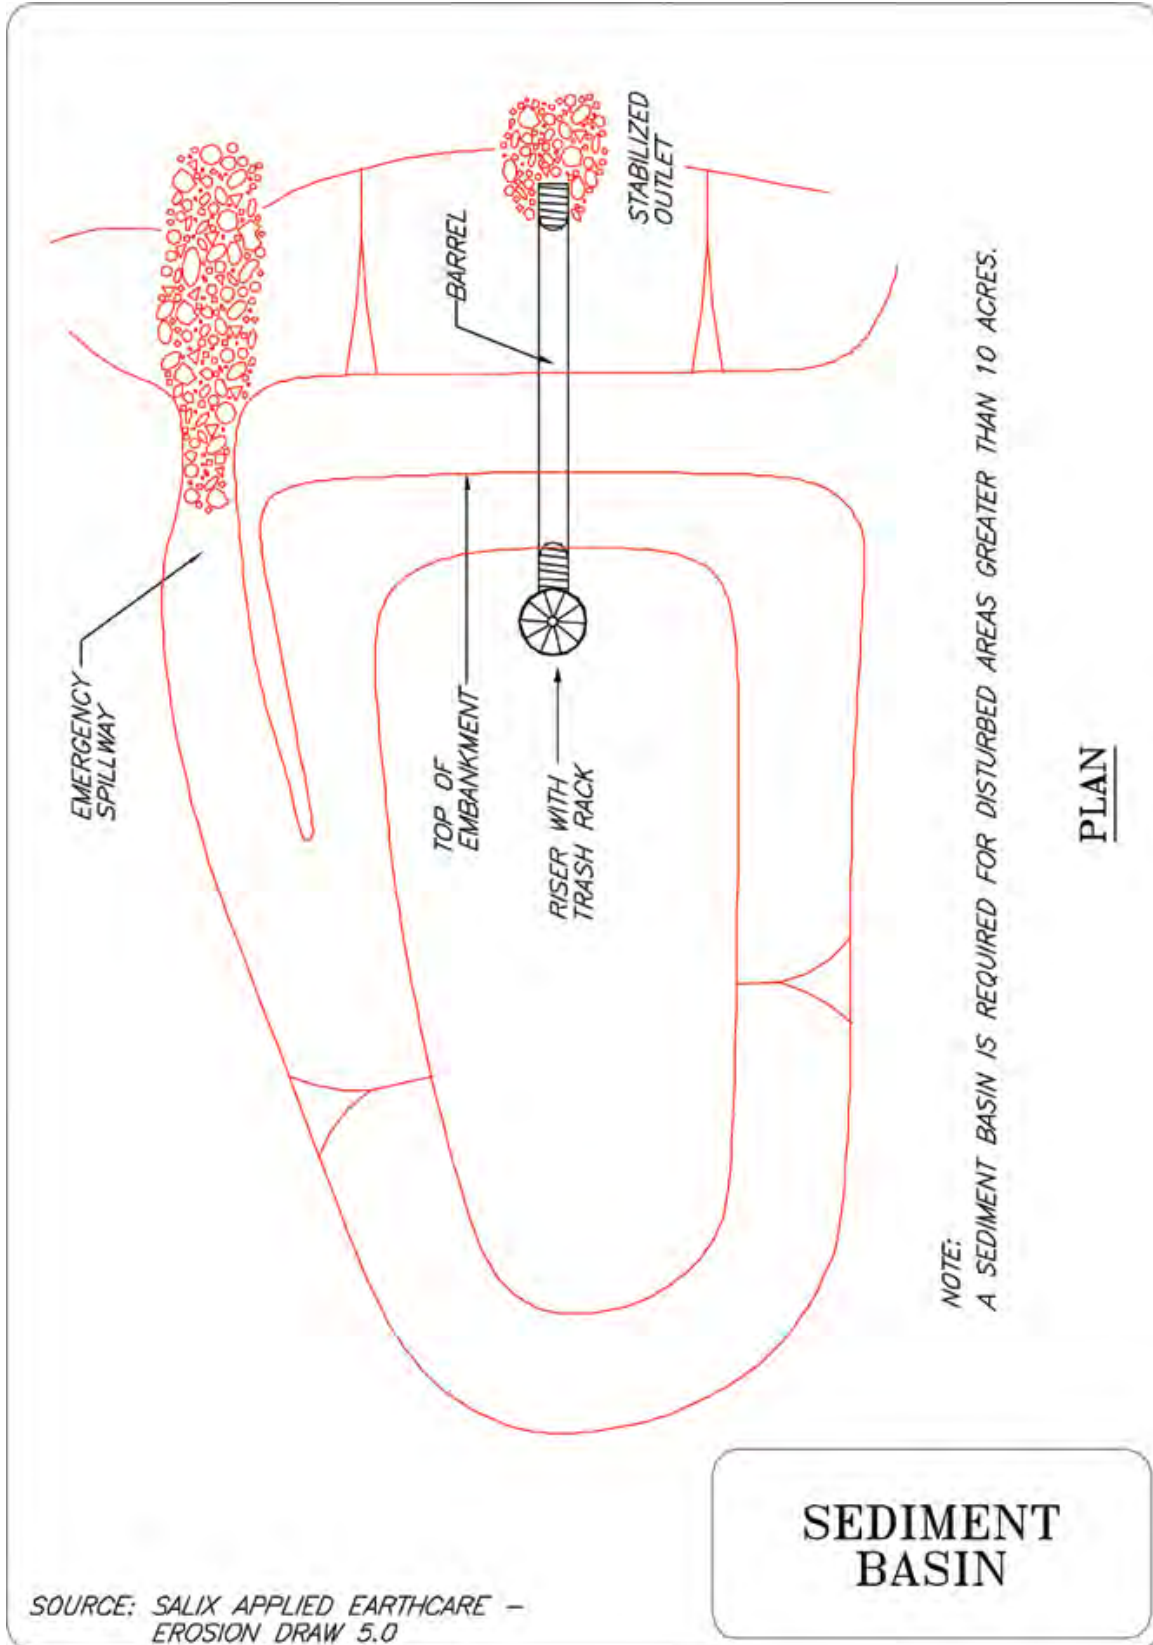 EMERGENCY
SPILLWAY
TOP OF
EMBANKMENT
RISER WITH
TRASH RACK
BARREL
STABILIZED
OUTLET
NOTE:
A SEDIMENT BASIN IS REQUIRED FOR DISTURBED AREAS GREATER THAN 10 ACRES.
PLAN
SEDIMENT
BASIN
SOURCE: SALIX APPLIED EARTHCARE –
EROSION DRAW 5.0